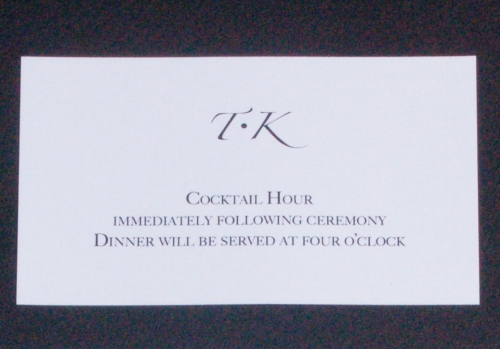 T·K
Cocktail Hour
immediately following ceremony
Dinner will be served at four o'clock